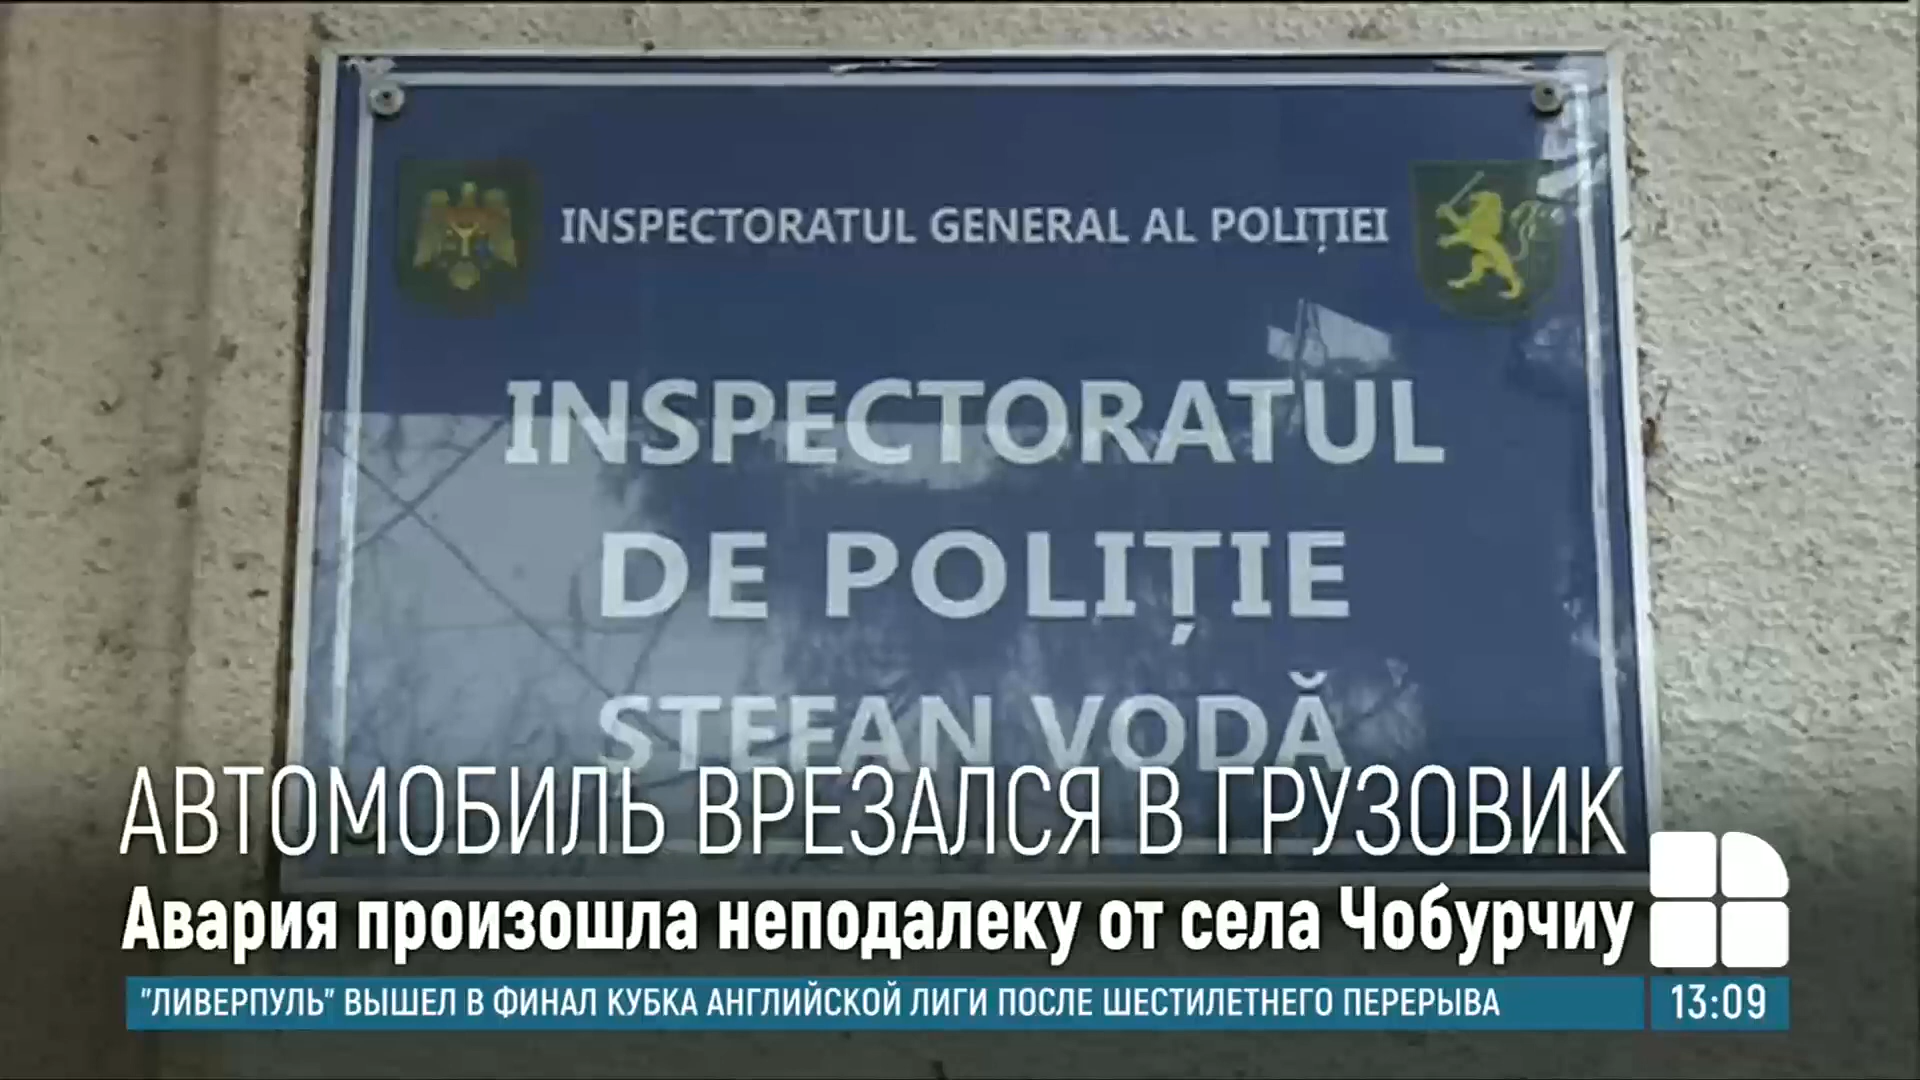 INSPECTORATUL GENERAL AL POLIȚIEI
INSPECTORATUL
DE POLIȚIE
ȘTEFAN VODĂ
АВТОМОБИЛЬ ВРЕЗАЛСЯ В ГРУЗОВИК
Авария произошла неподалеку от села Чобурчиу
"ЛИВЕРПУЛЬ" ВЫШЕЛ В ФИНАЛ КУБКА АНГЛИЙСКОЙ ЛИГИ ПОСЛЕ ШЕСТИЛЕТНЕГО ПЕРЕРЫВА
13:09